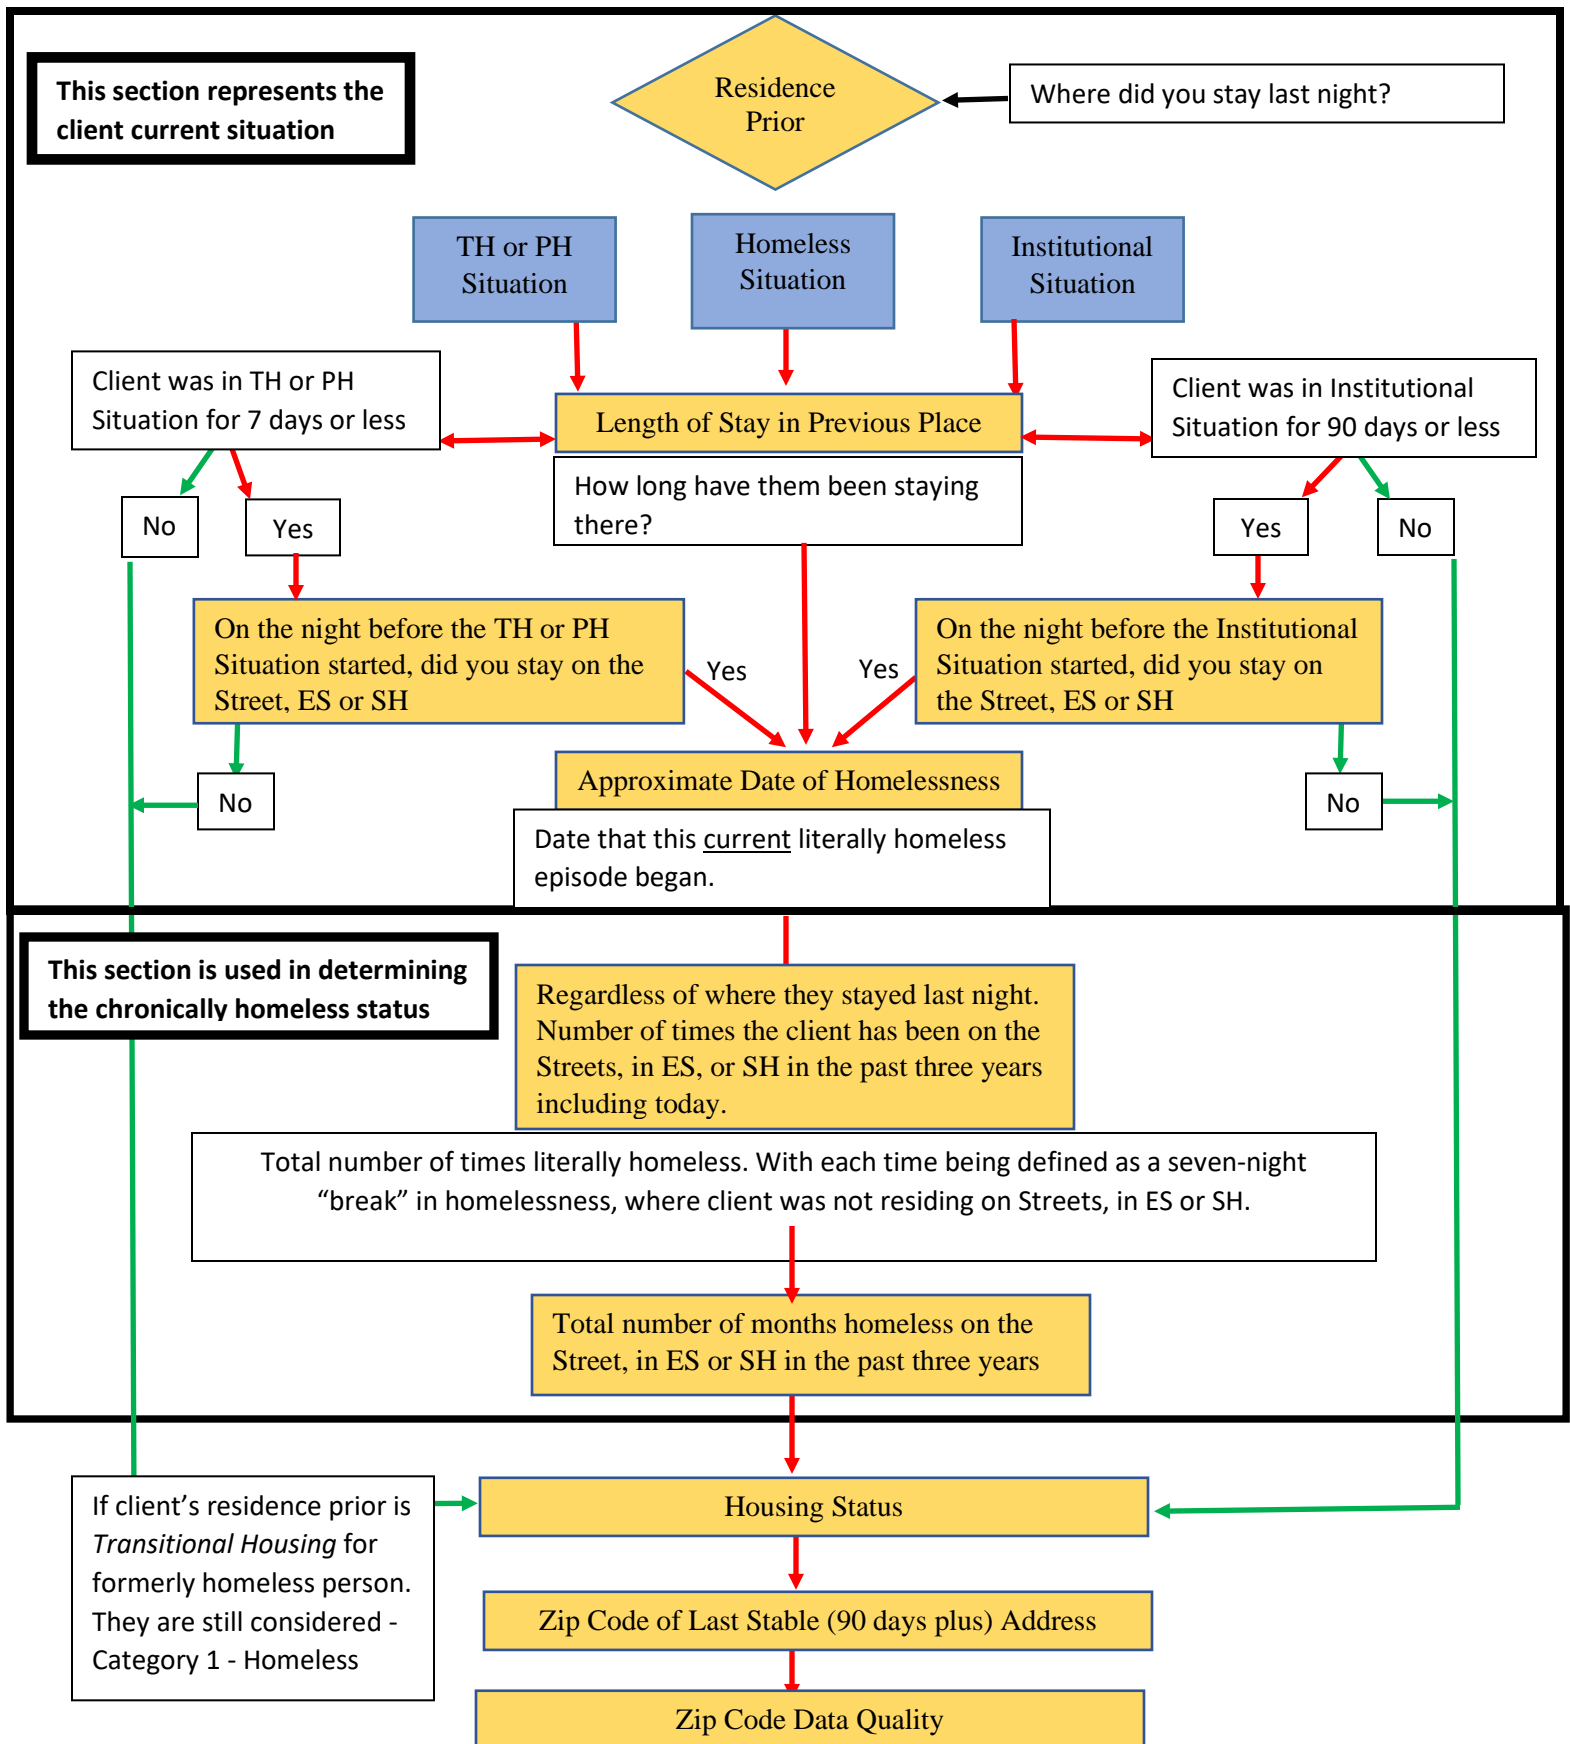 This section represents the
client current situation
Residence
Prior
Where did you stay last night?
TH or PH
Situation
Homeless
Situation
Institutional
Situation
Client was in TH or PH
Situation for 7 days or less
Length of Stay in Previous Place
Client was in Institutional
Situation for 90 days or less
How long have them been staying
there?
No
Yes
Yes
No
On the night before the TH or PH
Situation started, did you stay on the
Street, ES or SH
Yes
Yes
On the night before the Institutional
Situation started, did you stay on
the Street, ES or SH
No
Approximate Date of Homelessness
No
Date that this current literally homeless
episode began.
This section is used in determining
the chronically homeless status
Regardless of where they stayed last night.
Number of times the client has been on the
Streets, in ES, or SH in the past three years
including today.
Total number of times literally homeless. With each time being defined as a seven-night
“break” in homelessness, where client was not residing on Streets, in ES or SH.
Total number of months homeless on the
Street, in ES or SH in the past three years
If client’s residence prior is
Transitional Housing for
formerly homeless person.
They are still considered -
Category 1 - Homeless
Housing Status
Zip Code of Last Stable (90 days plus) Address
Zip Code Data Quality